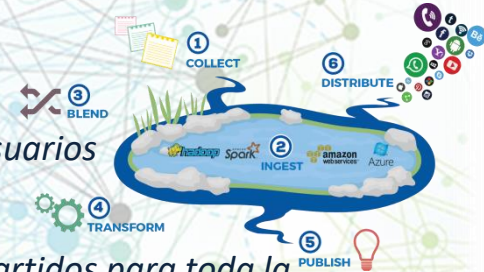 1
COLLECT
6
DISTRIBUTE
3
BLEND
suarios
hadoop
Spark
2
INGEST
amazon
webservices
Azure
4
TRANSFORM
5
PUBLISH
artidos para toda la